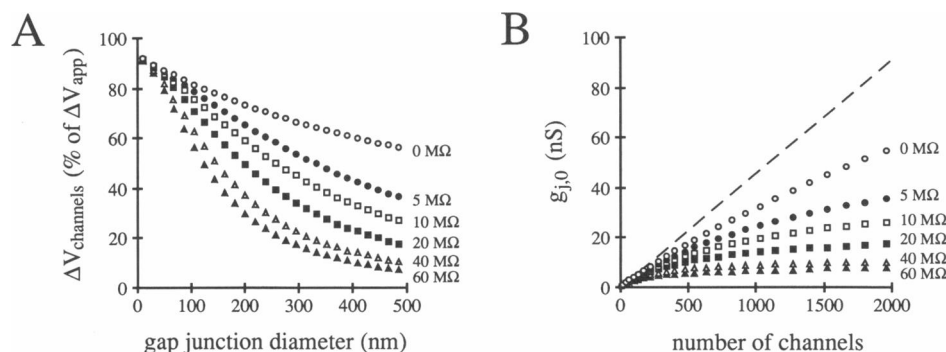 A
ΔVchannels (% of ΔVapp)
100
80
60
40
20
0
0 MΩ
5 MΩ
10 MΩ
20 MΩ
40 MΩ
60 MΩ
0 100 200 300 400 500
gap junction diameter (nm)
B
gj,0 (nS)
100
80
60
40
20
0
0 MΩ
5 MΩ
10 MΩ
20 MΩ
40 MΩ
60 MΩ
0 500 1000 1500 2000
number of channels